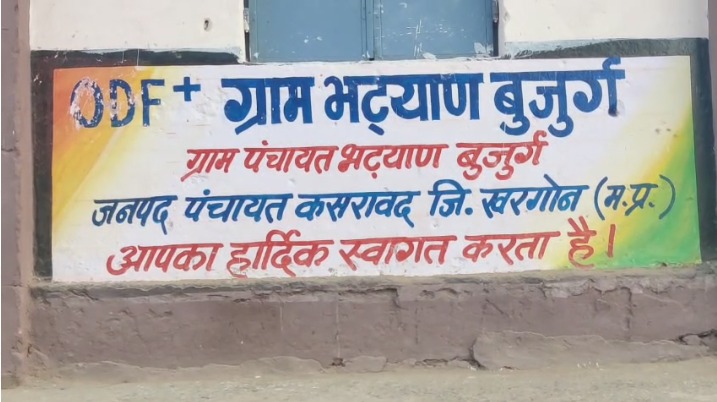 ODF+ ग्राम भट्याण बुजुर्ग
ग्राम पंचायत भट्याण बुजुर्ग
जनपद पंचायत कसरावद जि. खरगोन (म.प्र.)
आपका हार्दिक स्वागत करता है।